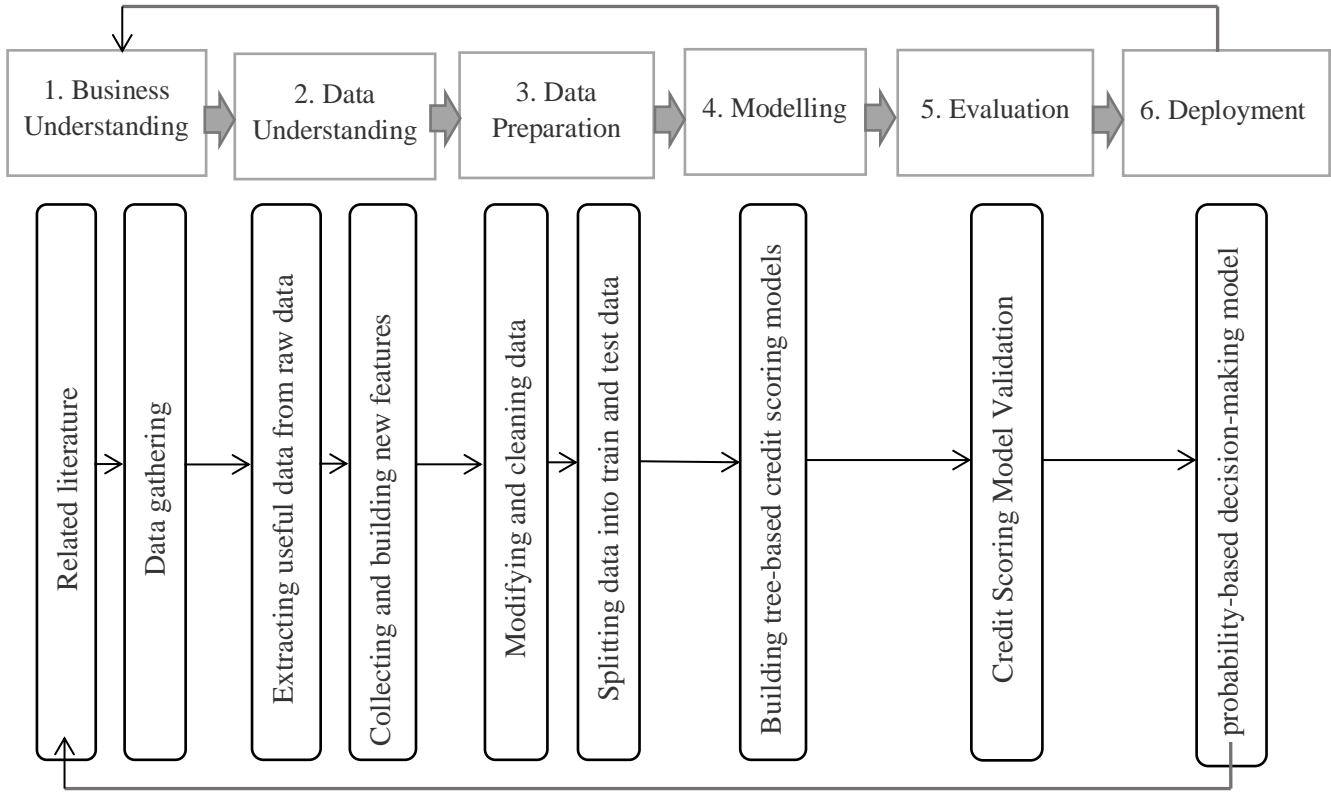 1. Business
Understanding
2. Data
Understanding
3. Data
Preparation
4. Modelling
5. Evaluation
6. Deployment
Related literature
Data gathering
Extracting useful data from raw data
Collecting and building new features
Modifying and cleaning data
Splitting data into train and test data
Building tree-based credit scoring models
Credit Scoring Model Validation
probability-based decision-making model